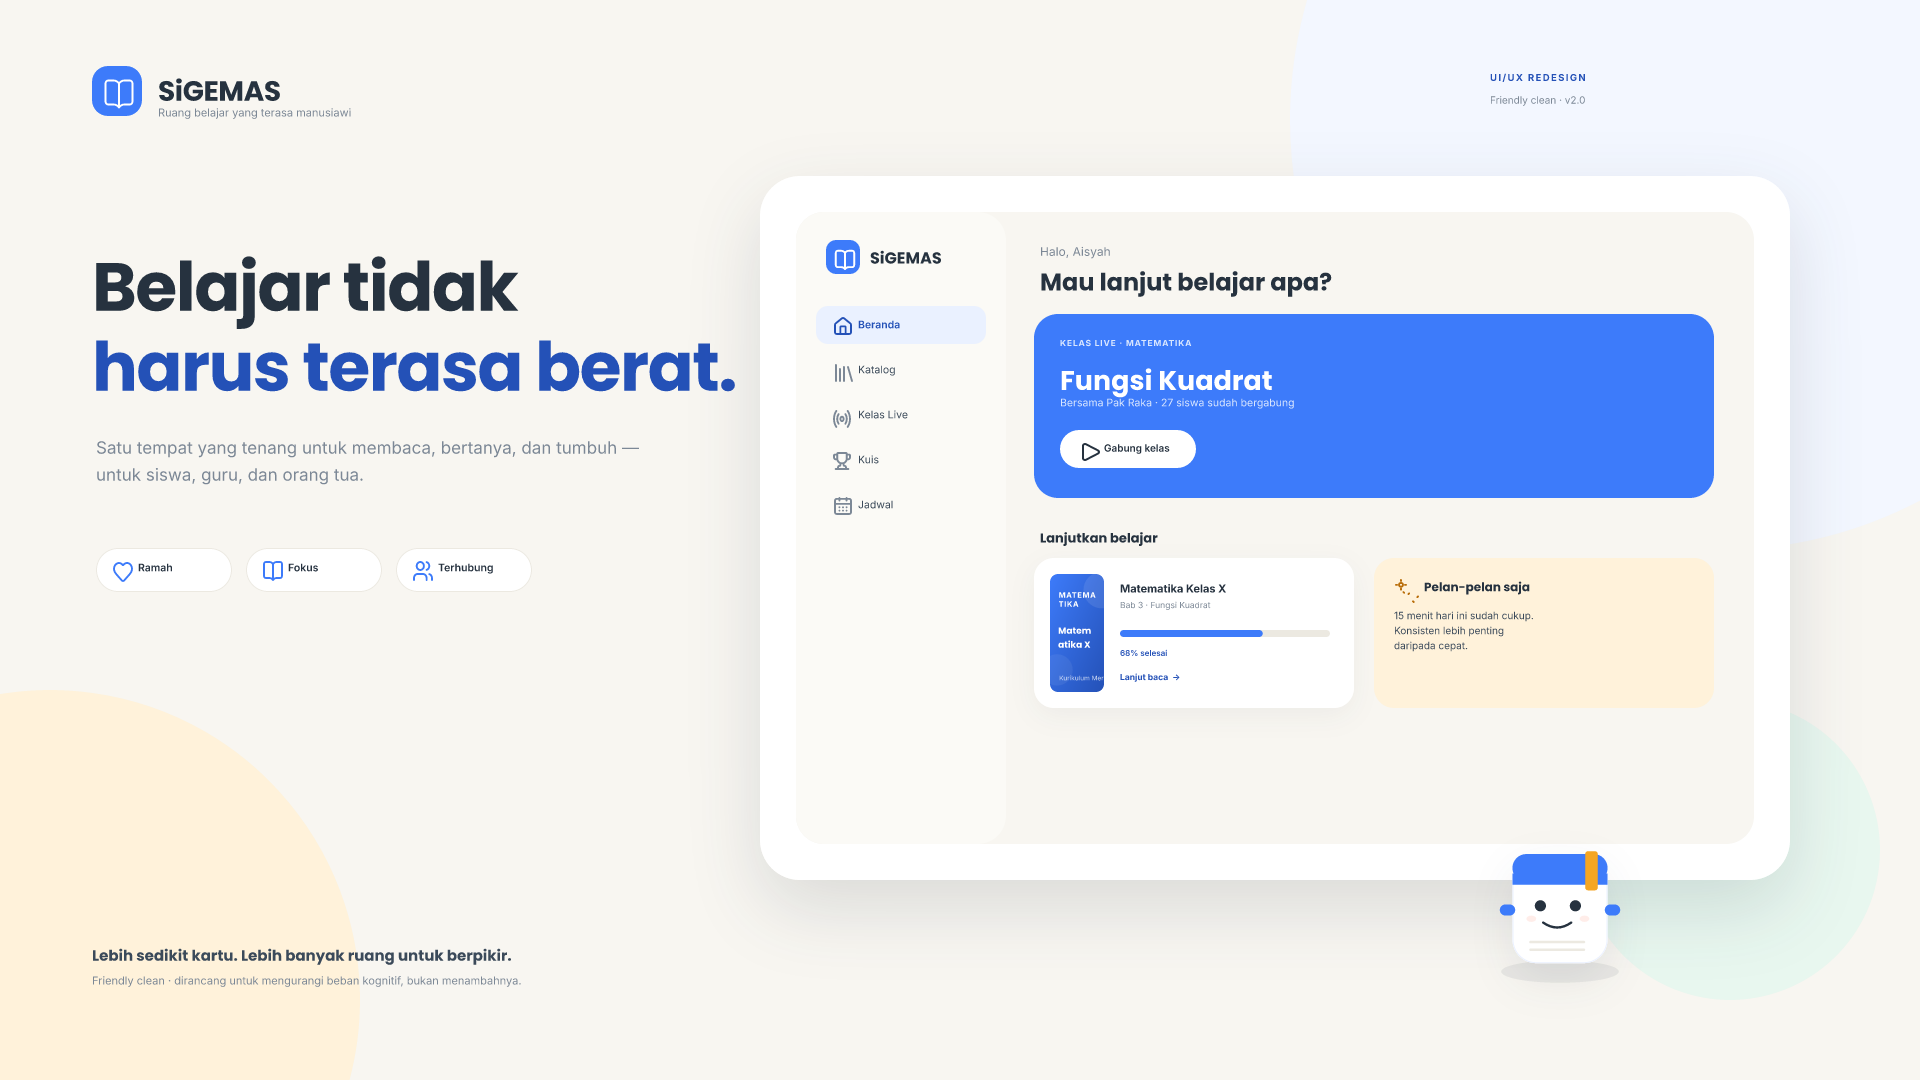 SiGEMAS
Ruang belajar yang terasa manusiawi
UI/UX REDESIGN
Friendly clean · v2.0
Belajar tidak
harus terasa berat.
Satu tempat yang tenang untuk membaca, bertanya, dan tumbuh —
untuk siswa, guru, dan orang tua.
Ramah
Fokus
Terhubung
SiGEMAS
Beranda
Katalog
Kelas Live
Kuis
Jadwal
Halo, Aisyah
Mau lanjut belajar apa?
KELAS LIVE · MATEMATIKA
Fungsi Kuadrat
Bersama Pak Raka · 27 siswa sudah bergabung
Gabung kelas
Lanjutkan belajar
MATEMA
TIKA
Matem
atika X
Kurikulum Mer
Matematika Kelas X
Bab 3 · Fungsi Kuadrat
68% selesai
Lanjut baca →
Pelan-pelan saja
15 menit hari ini sudah cukup.
Konsisten lebih penting
daripada cepat.
Lebih sedikit kartu. Lebih banyak ruang untuk berpikir.
Friendly clean · dirancang untuk mengurangi beban kognitif, bukan menambahnya.